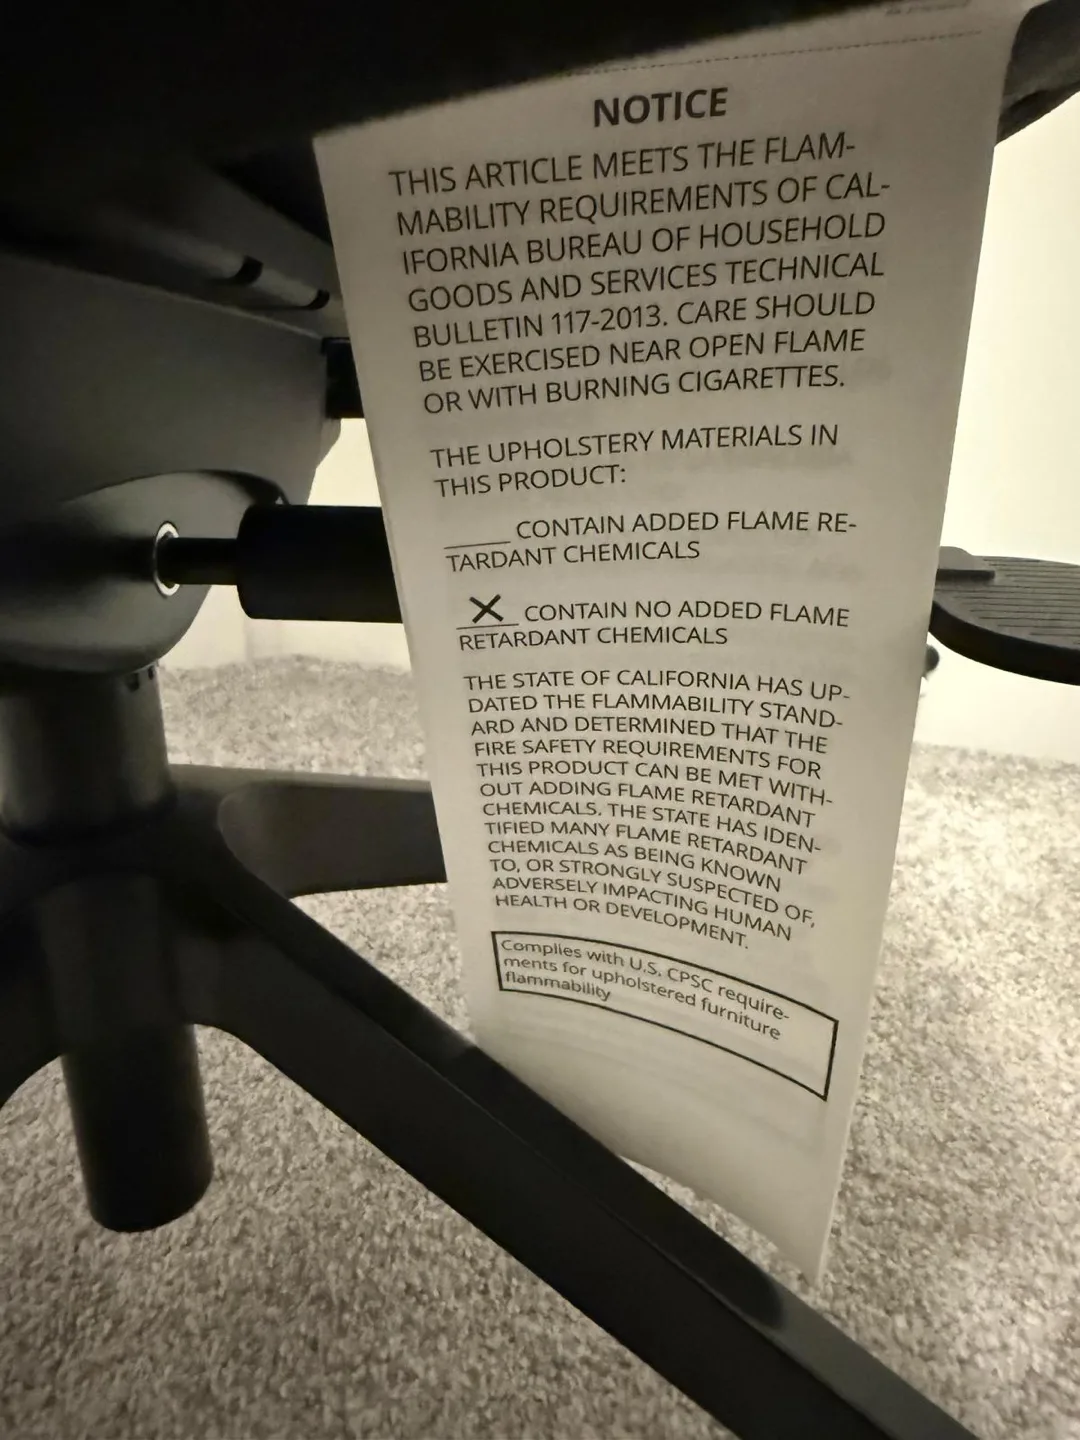 NOTICE
THIS ARTICLE MEETS THE FLAM-
MABILITY REQUIREMENTS OF CAL-
IFORNIA BUREAU OF HOUSEHOLD
GOODS AND SERVICES TECHNICAL
BULLETIN 117-2013. CARE SHOULD
BE EXERCISED NEAR OPEN FLAME
OR WITH BURNING CIGARETTES.
THE UPHOLSTERY MATERIALS IN
THIS PRODUCT:
_____ CONTAIN ADDED FLAME RE-
TARDANT CHEMICALS
__X__ CONTAIN NO ADDED FLAME
RETARDANT CHEMICALS
THE STATE OF CALIFORNIA HAS UP-
DATED THE FLAMMABILITY STAND-
ARD AND DETERMINED THAT THE
FIRE SAFETY REQUIREMENTS FOR
THIS PRODUCT CAN BE MET WITH-
OUT ADDING FLAME RETARDANT
CHEMICALS. THE STATE HAS IDEN-
TIFIED MANY FLAME RETARDANT
CHEMICALS AS BEING KNOWN
TO, OR STRONGLY SUSPECTED OF,
ADVERSELY IMPACTING HUMAN
HEALTH OR DEVELOPMENT.
Complies with U.S. CPSC require-
ments for upholstered furniture
flammability